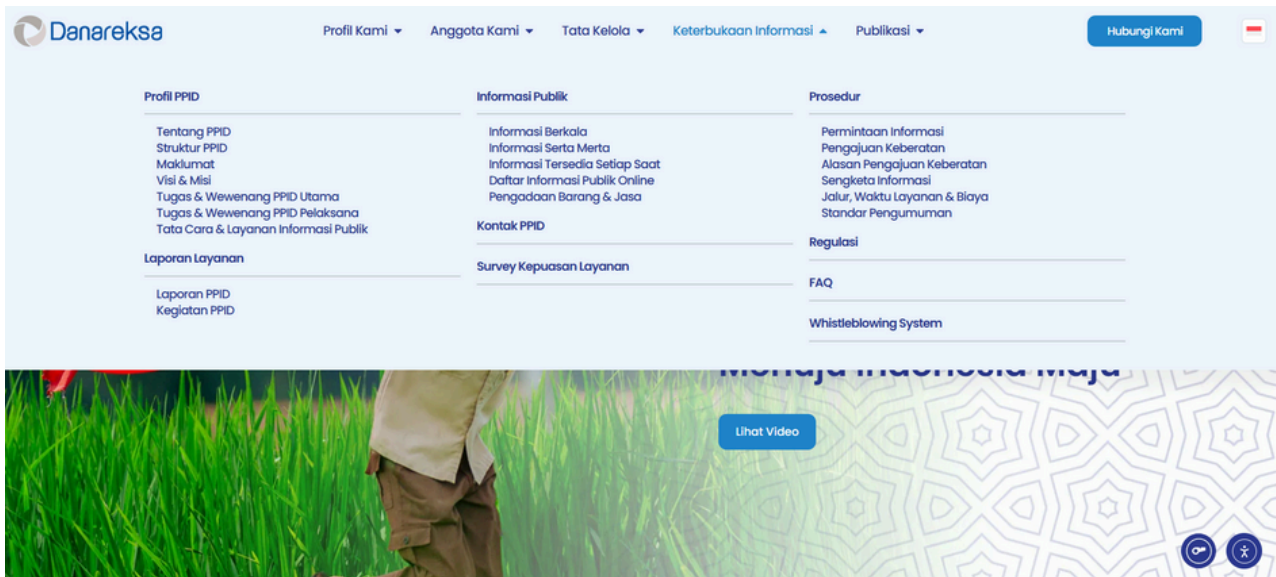 Danareksa
Profil Kami
Anggota Kami
Tata Kelola
Keterbukaan Informasi
Publikasi
Hubungi Kami
Profil PPID
Tentang PPID
Struktur PPID
Maklumat
Visi & Misi
Tugas & Wewenang PPID Utama
Tugas & Wewenang PPID Pelaksana
Tata Cara & Layanan Informasi Publik
Laporan Layanan
Laporan PPID
Kegiatan PPID
Informasi Publik
Informasi Berkala
Informasi Serta Merta
Informasi Tersedia Setiap Saat
Daftar Informasi Publik Online
Pengadaan Barang & Jasa
Kontak PPID
Survey Kepuasan Layanan
Prosedur
Permintaan Informasi
Pengajuan Keberatan
Alasan Pengajuan Keberatan
Sengketa Informasi
Jalur, Waktu Layanan & Biaya
Standar Pengumuman
Regulasi
FAQ
Whistleblowing System
Menuju Indonesia Maju
Lihat Video